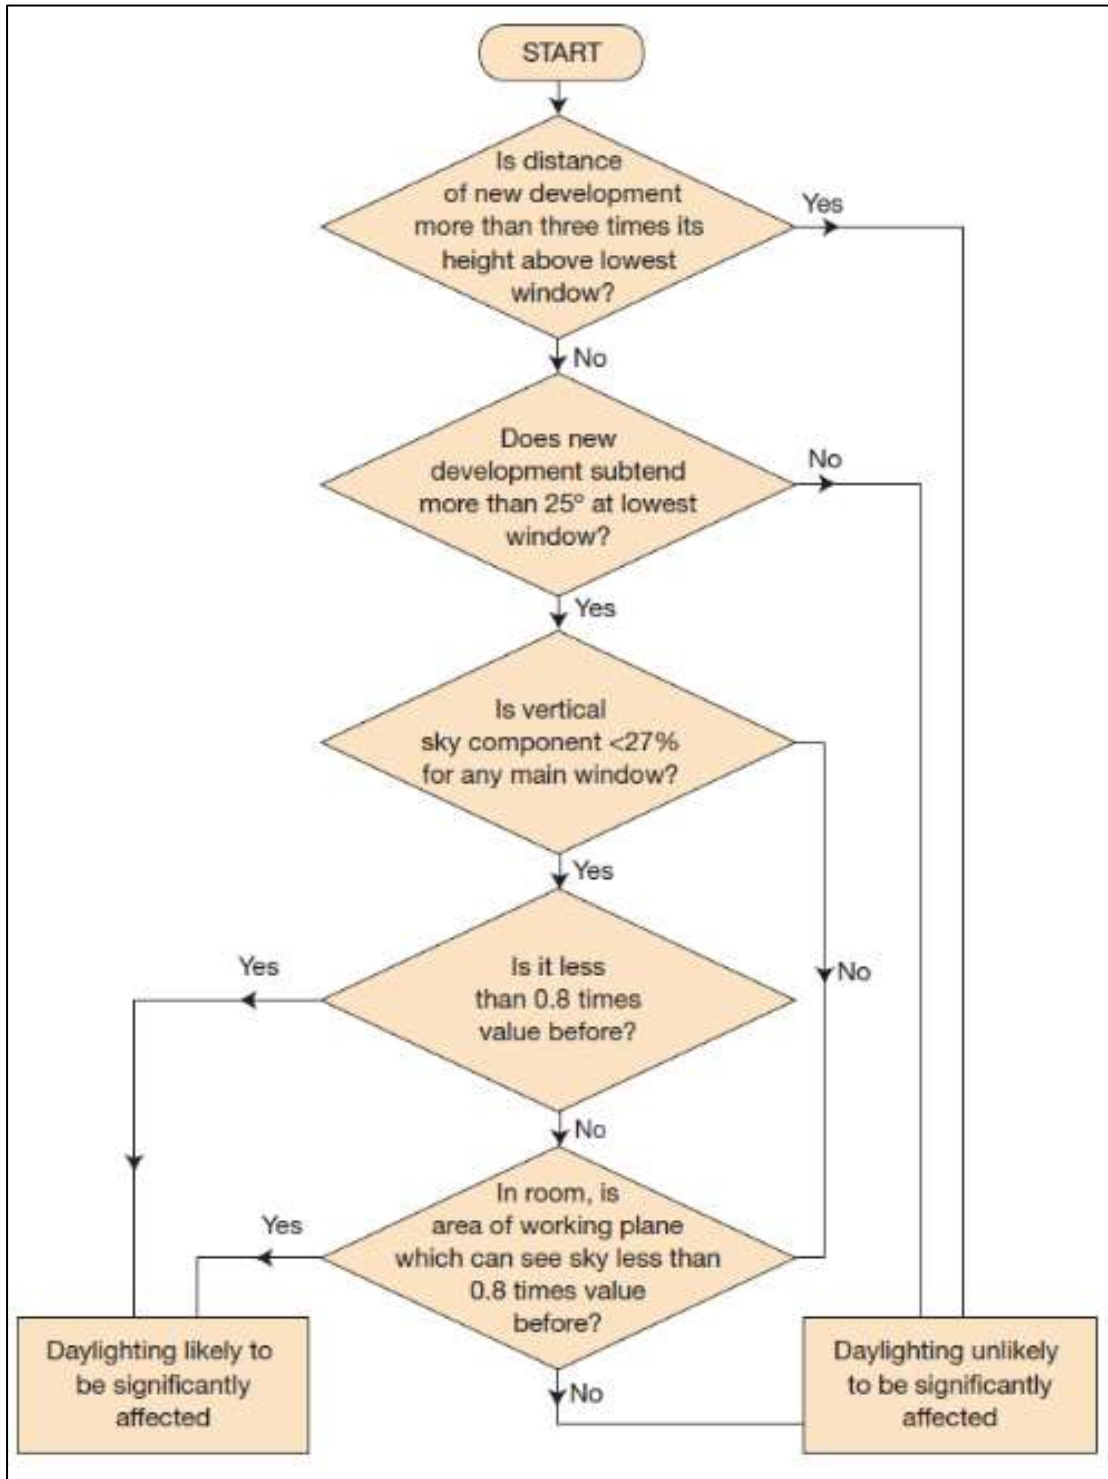 START
Is distance
of new development
more than three times its
height above lowest
window?
Yes
No
Does new
development subtend
more than 25° at lowest
window?
No
Yes
Is vertical
sky component <27%
for any main window?
Yes
No
Is it less
than 0.8 times
value before?
Yes
No
In room, is
area of working plane
which can see sky less than
0.8 times value
before?
Yes
No
Daylighting likely to
be significantly
affected
Daylighting unlikely
to be significantly
affected